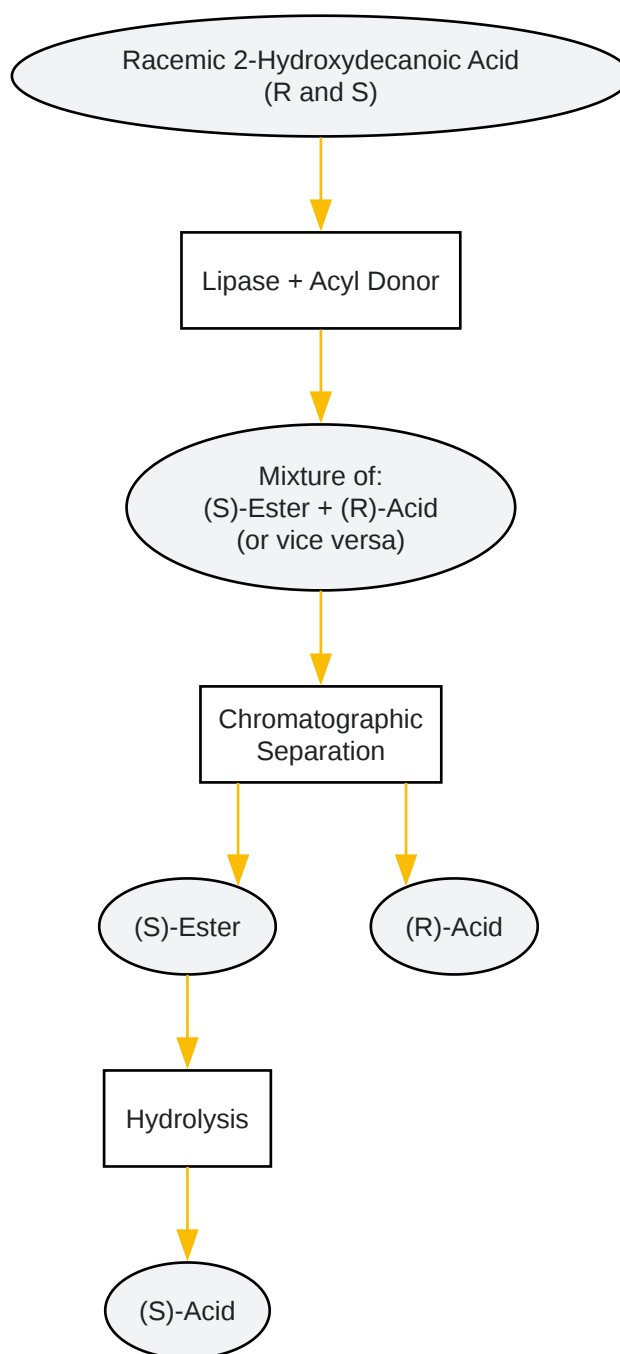 Racemic 2-Hydroxydecanoic Acid
(R and S)
Lipase + Acyl Donor
Mixture of:
(S)-Ester + (R)-Acid
(or vice versa)
Chromatographic
Separation
(S)-Ester
(R)-Acid
Hydrolysis
(S)-Acid